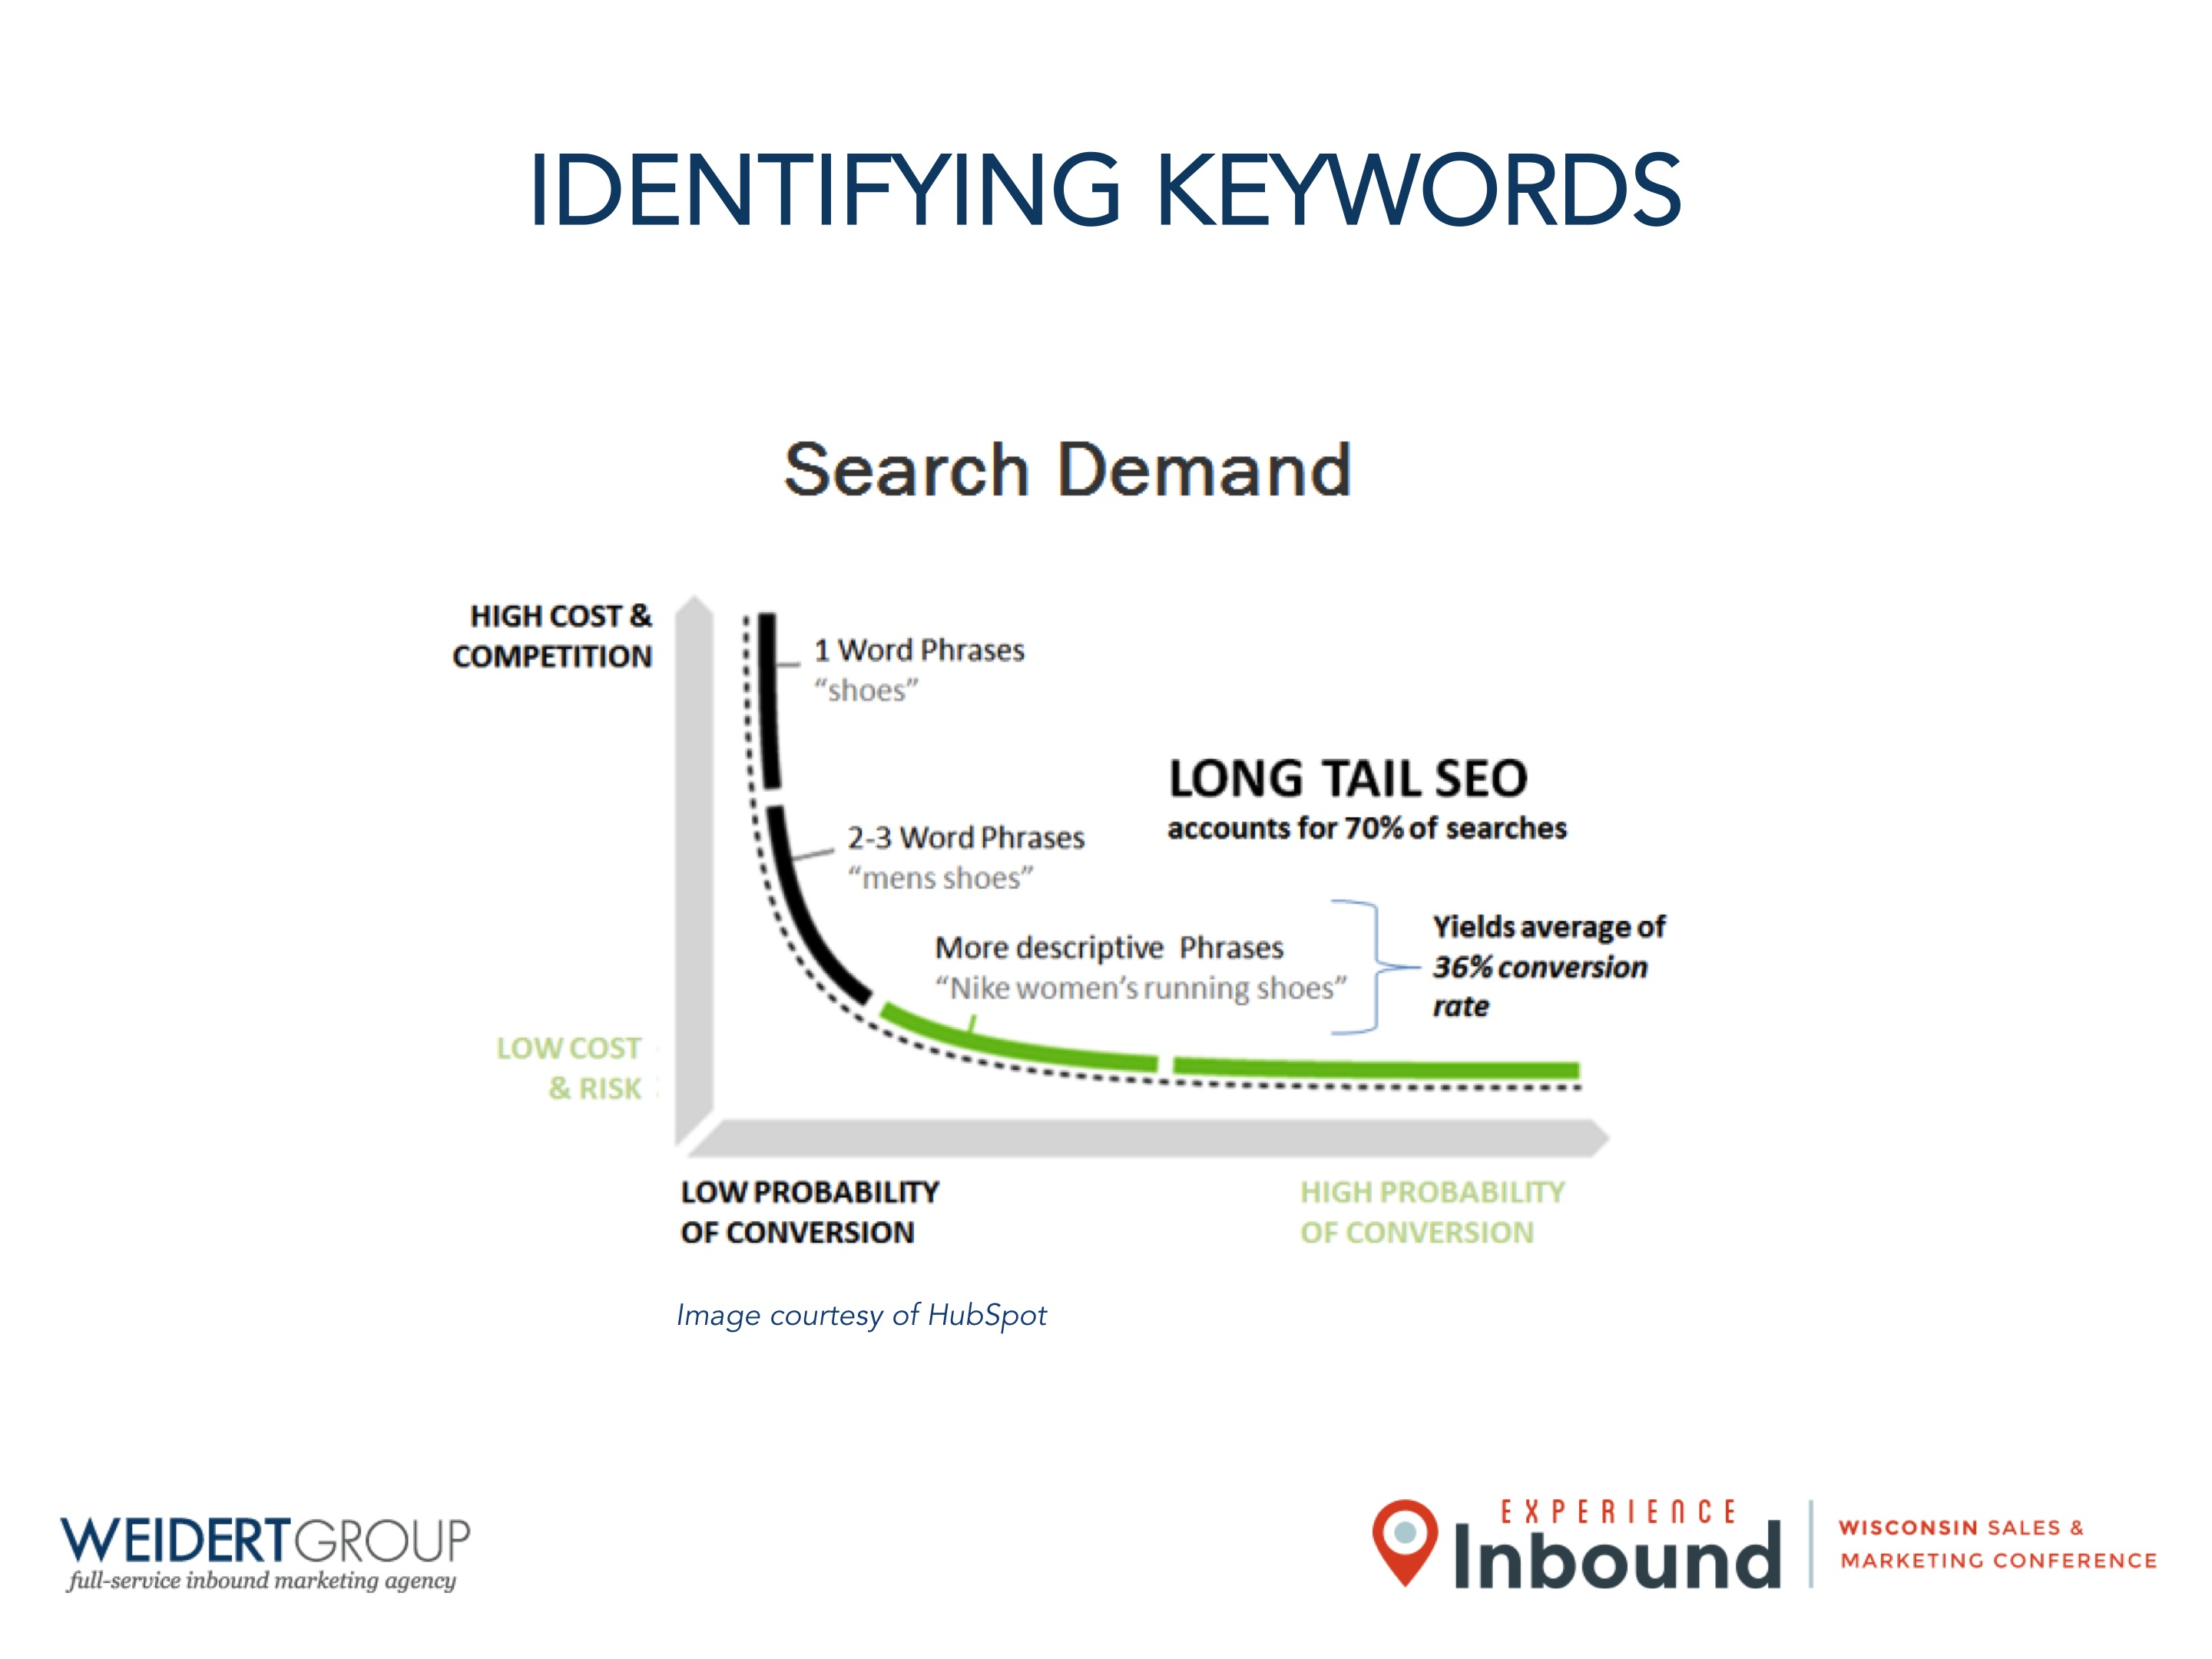 IDENTIFYING KEYWORDS
Search Demand
HIGH COST &
COMPETITION
1 Word Phrases
“shoes”
LONG TAIL SEO
accounts for 70% of searches
2-3 Word Phrases
“mens shoes”
More descriptive Phrases
“Nike women’s running shoes”
Yields average of
36% conversion
rate
LOW COST
& RISK
LOW PROBABILITY
OF CONVERSION
HIGH PROBABILITY
OF CONVERSION
Image courtesy of HubSpot
WEIDERTGROUP
full-service inbound marketing agency
EXPERIENCE
Inbound
WISCONSIN SALES &
MARKETING CONFERENCE